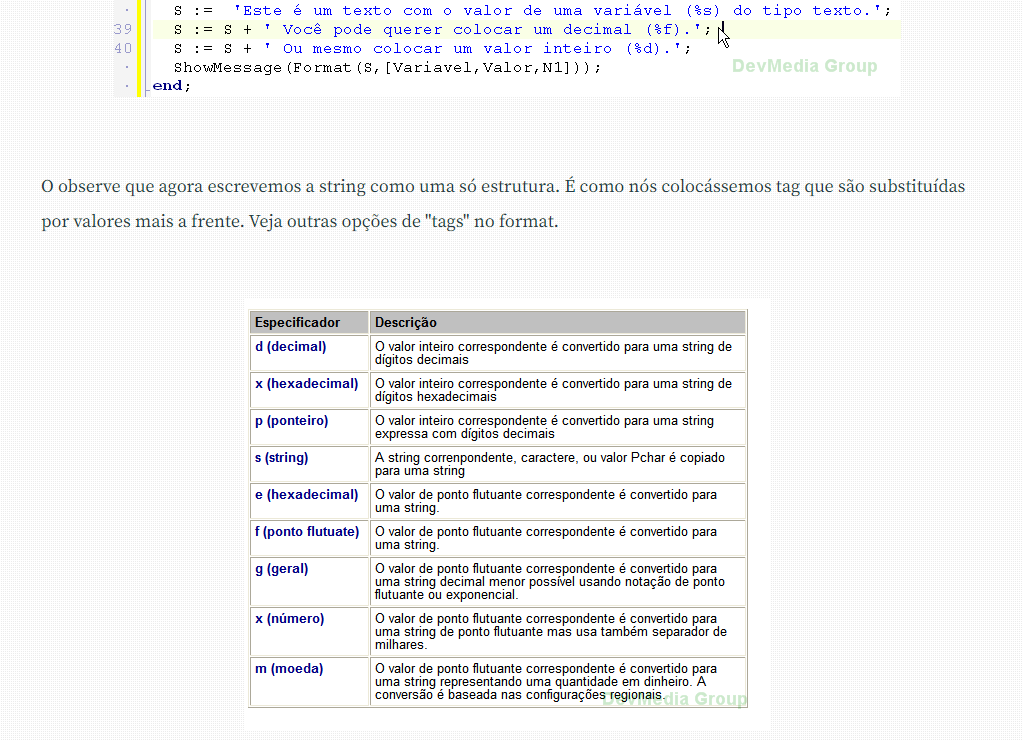 S := 'Este é um texto com o valor de uma variável (%s) do tipo texto.';
39 S := S + ' Você pode querer colocar um decimal (%f).';
40 S := S + ' Ou mesmo colocar um valor inteiro (%d).';
ShowMessage(Format(S,[Variavel,Valor,N1]));
DevMedia Group
end;
O observe que agora escrevemos a string como uma só estrutura. É como nós colocássemos tag que são substituídas
por valores mais a frente. Veja outras opções de "tags" no format.
Especificador Descrição
d (decimal) O valor inteiro correspondente é convertido para uma string de
dígitos decimais
x (hexadecimal) O valor inteiro correspondente é convertido para uma string de
dígitos hexadecimais
p (ponteiro) O valor inteiro correspondente é convertido para uma string
expressa com dígitos decimais
s (string) A string correnpondente, caractere, ou valor Pchar é copiado
para uma string
e (hexadecimal) O valor de ponto flutuante correspondente é convertido para
uma string.
f (ponto flutuate) O valor de ponto flutuante correspondente é convertido para
uma string.
g (geral) O valor de ponto flutuante correspondente é convertido para
uma string decimal menor possível usando notação de ponto
flutuante ou exponencial.
x (número) O valor de ponto flutuante correspondente é convertido para
uma string de ponto flutuante mas usa também separador de
milhares.
m (moeda) O valor de ponto flutuante correspondente é convertido para
uma string representando uma quantidade em dinheiro. A
conversão é baseada nas configurações regionais.
DevMedia Group